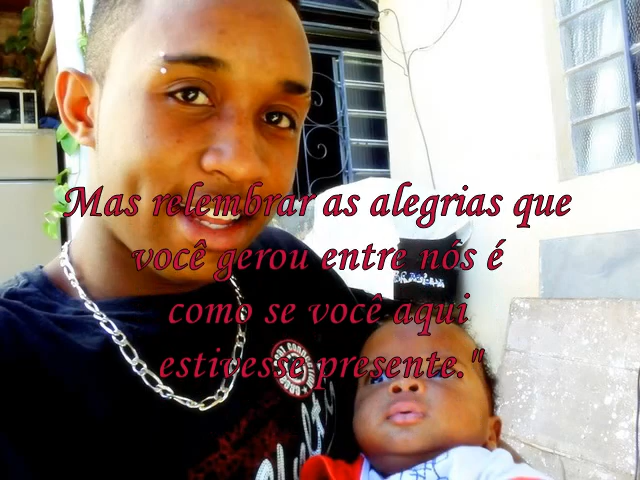 Mas relembrar as alegrias que
você gerou entre nós é
como se você aqui
estivesse presente."